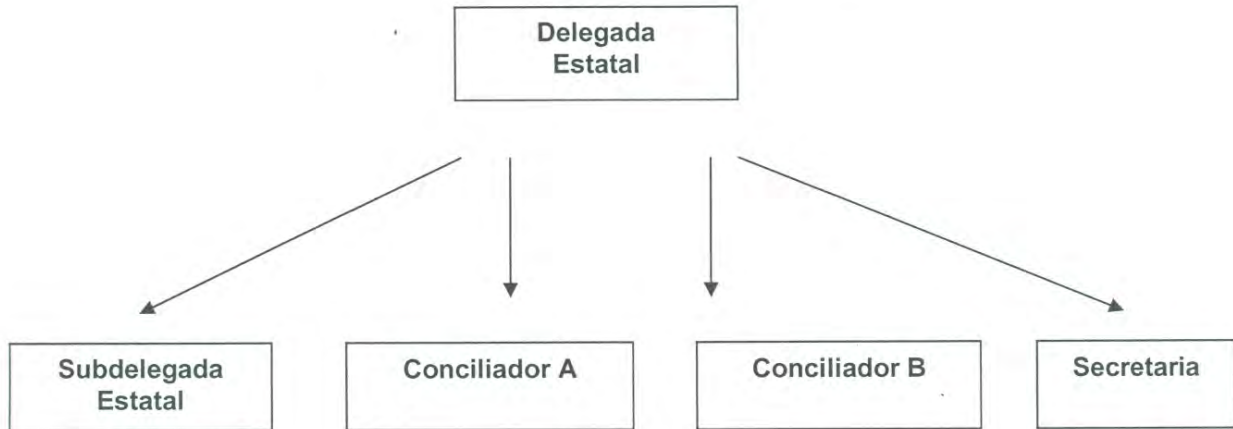 Delegada
Estatal
Subdelegada
Estatal
Conciliador A
Conciliador B
Secretaria